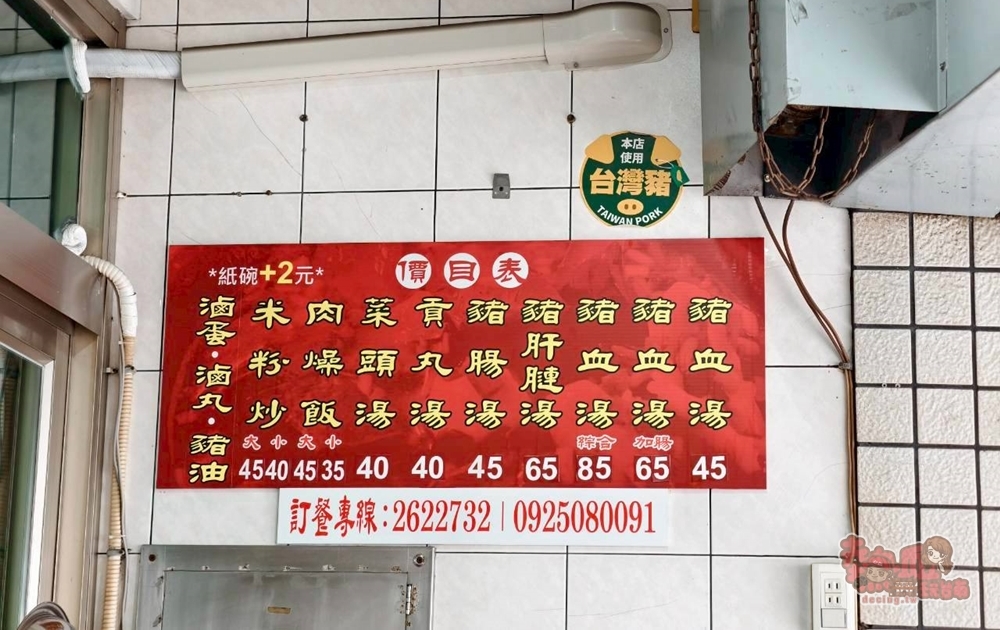 本店
使用
台灣豬
TAIWAN PORK
價目表
*紙碗+2元*
豬血湯 45
豬血湯 加腸 65
豬血湯 綜合 85
豬肝腱湯 65
豬腸湯 45
貢丸湯 40
菜頭湯 40
肉燥飯 大 45 小 35
米粉炒 大 45 小 40
滷蛋·滷丸·豬油
訂餐專線:2622732|0925080091
decing.tw